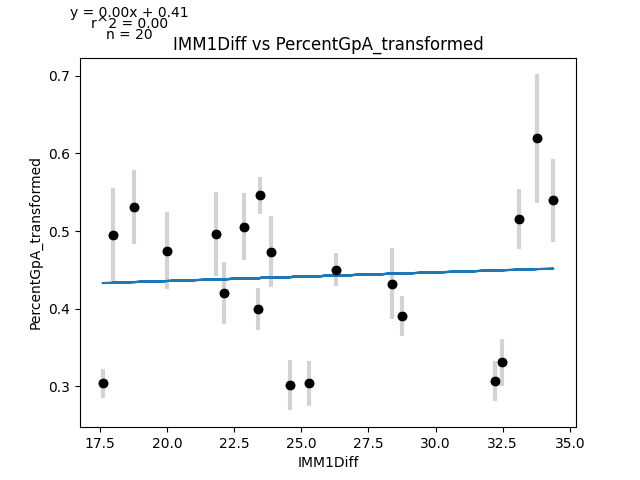 y = 0.00x + 0.41
r^2 = 0.00
n = 20
IMM1Diff vs PercentGpA_transformed
PercentGpA_transformed
0.7
0.6
0.5
0.4
0.3
17.5 20.0 22.5 25.0 27.5 30.0 32.5 35.0
IMM1Diff